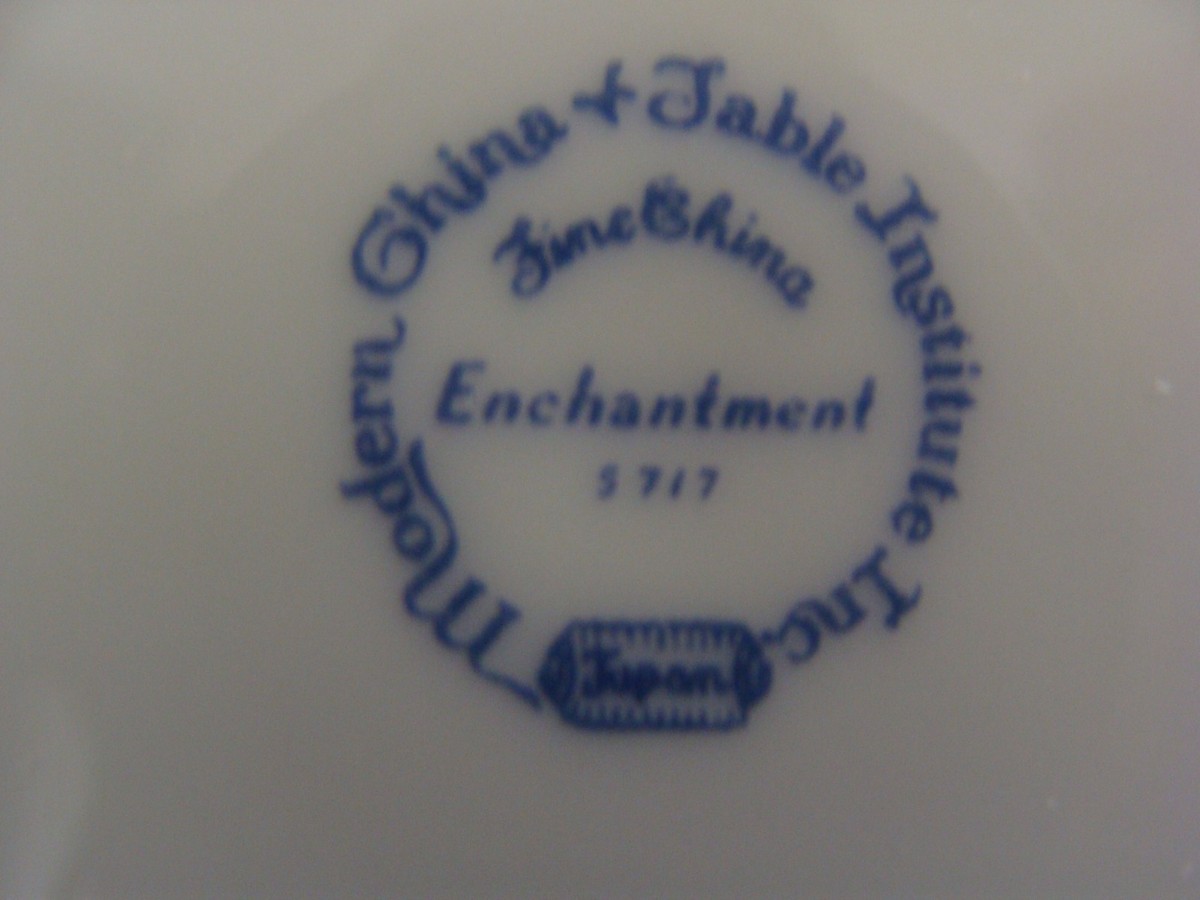 Modern China + Table Institute Inc.
Fine China
Enchantment
5717
Japan